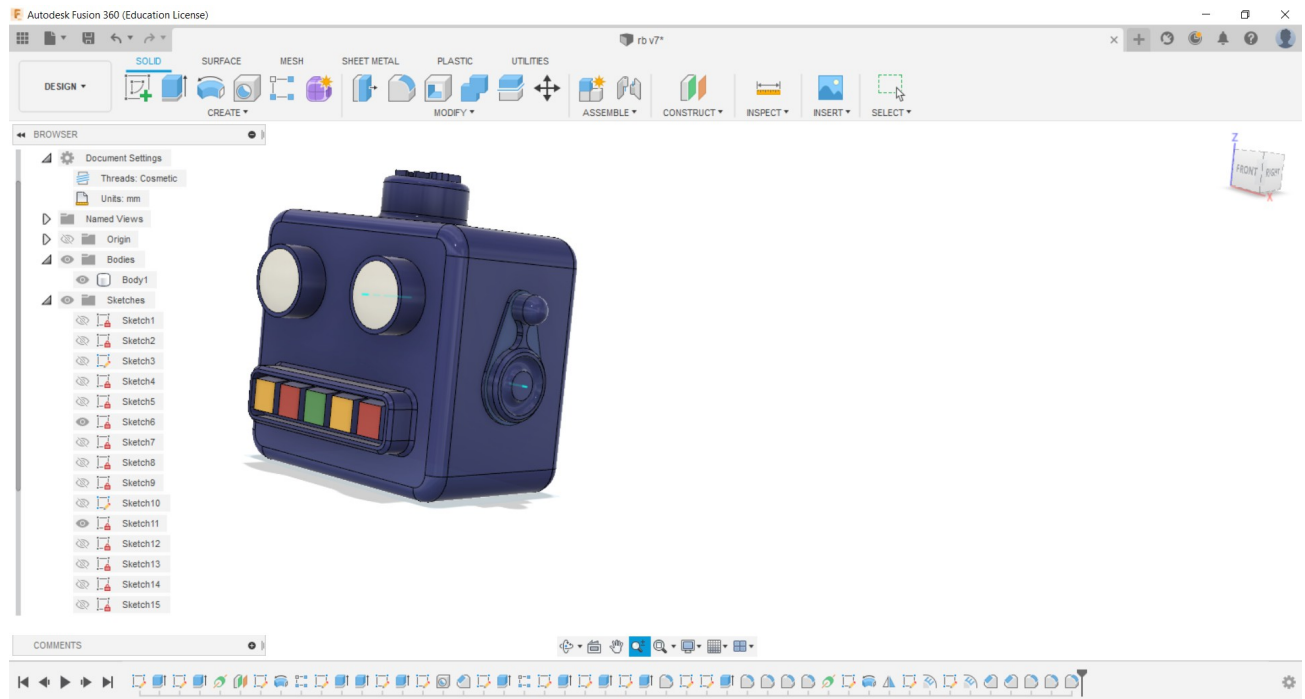 Autodesk Fusion 360 (Education License)
rb v7*
SOLID SURFACE MESH SHEET METAL PLASTIC UTILITIES
DESIGN
CREATE MODIFY ASSEMBLE CONSTRUCT INSPECT INSERT SELECT
BROWSER
Document Settings
Threads: Cosmetic
Units: mm
Named Views
Origin
Bodies
Body1
Sketches
Sketch1
Sketch2
Sketch3
Sketch4
Sketch5
Sketch6
Sketch7
Sketch8
Sketch9
Sketch10
Sketch11
Sketch12
Sketch13
Sketch14
Sketch15
Z
FRONT RIGHT
X
COMMENTS